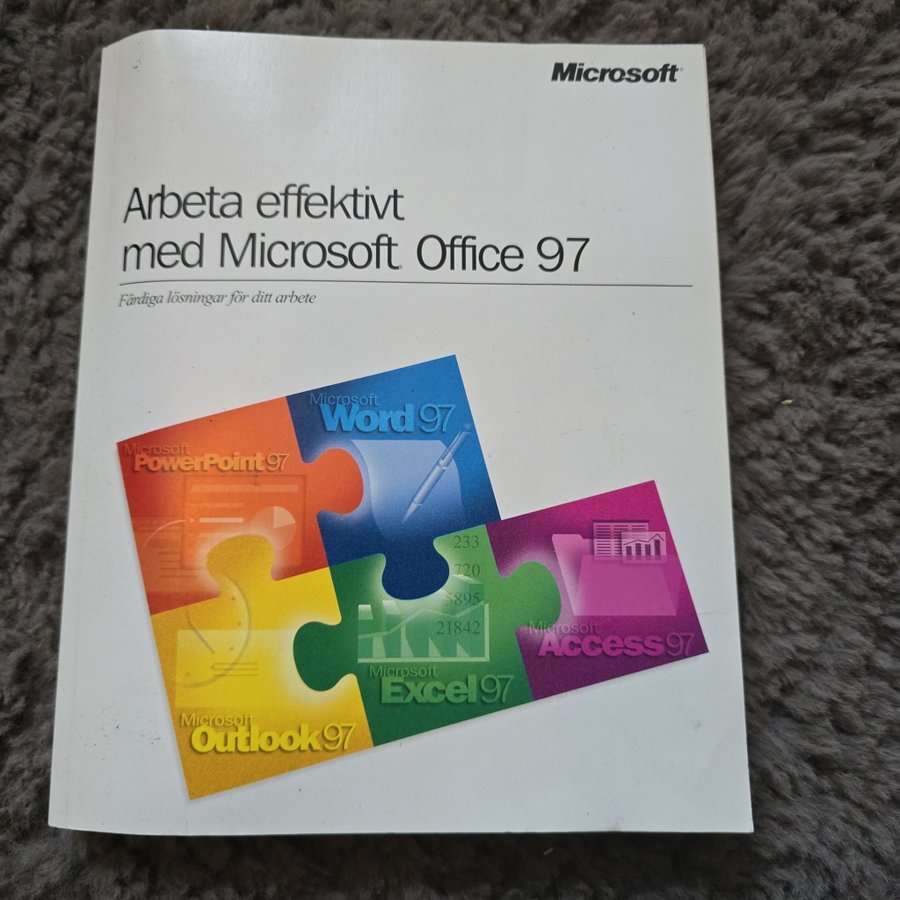 Microsoft
Arbeta effektivt
med Microsoft Office 97
Färdiga lösningar för ditt arbete
Microsoft
Word 97
Microsoft
PowerPoint 97
233
720
5895
21842
Microsoft
Access 97
Microsoft
Excel 97
Microsoft
Outlook 97